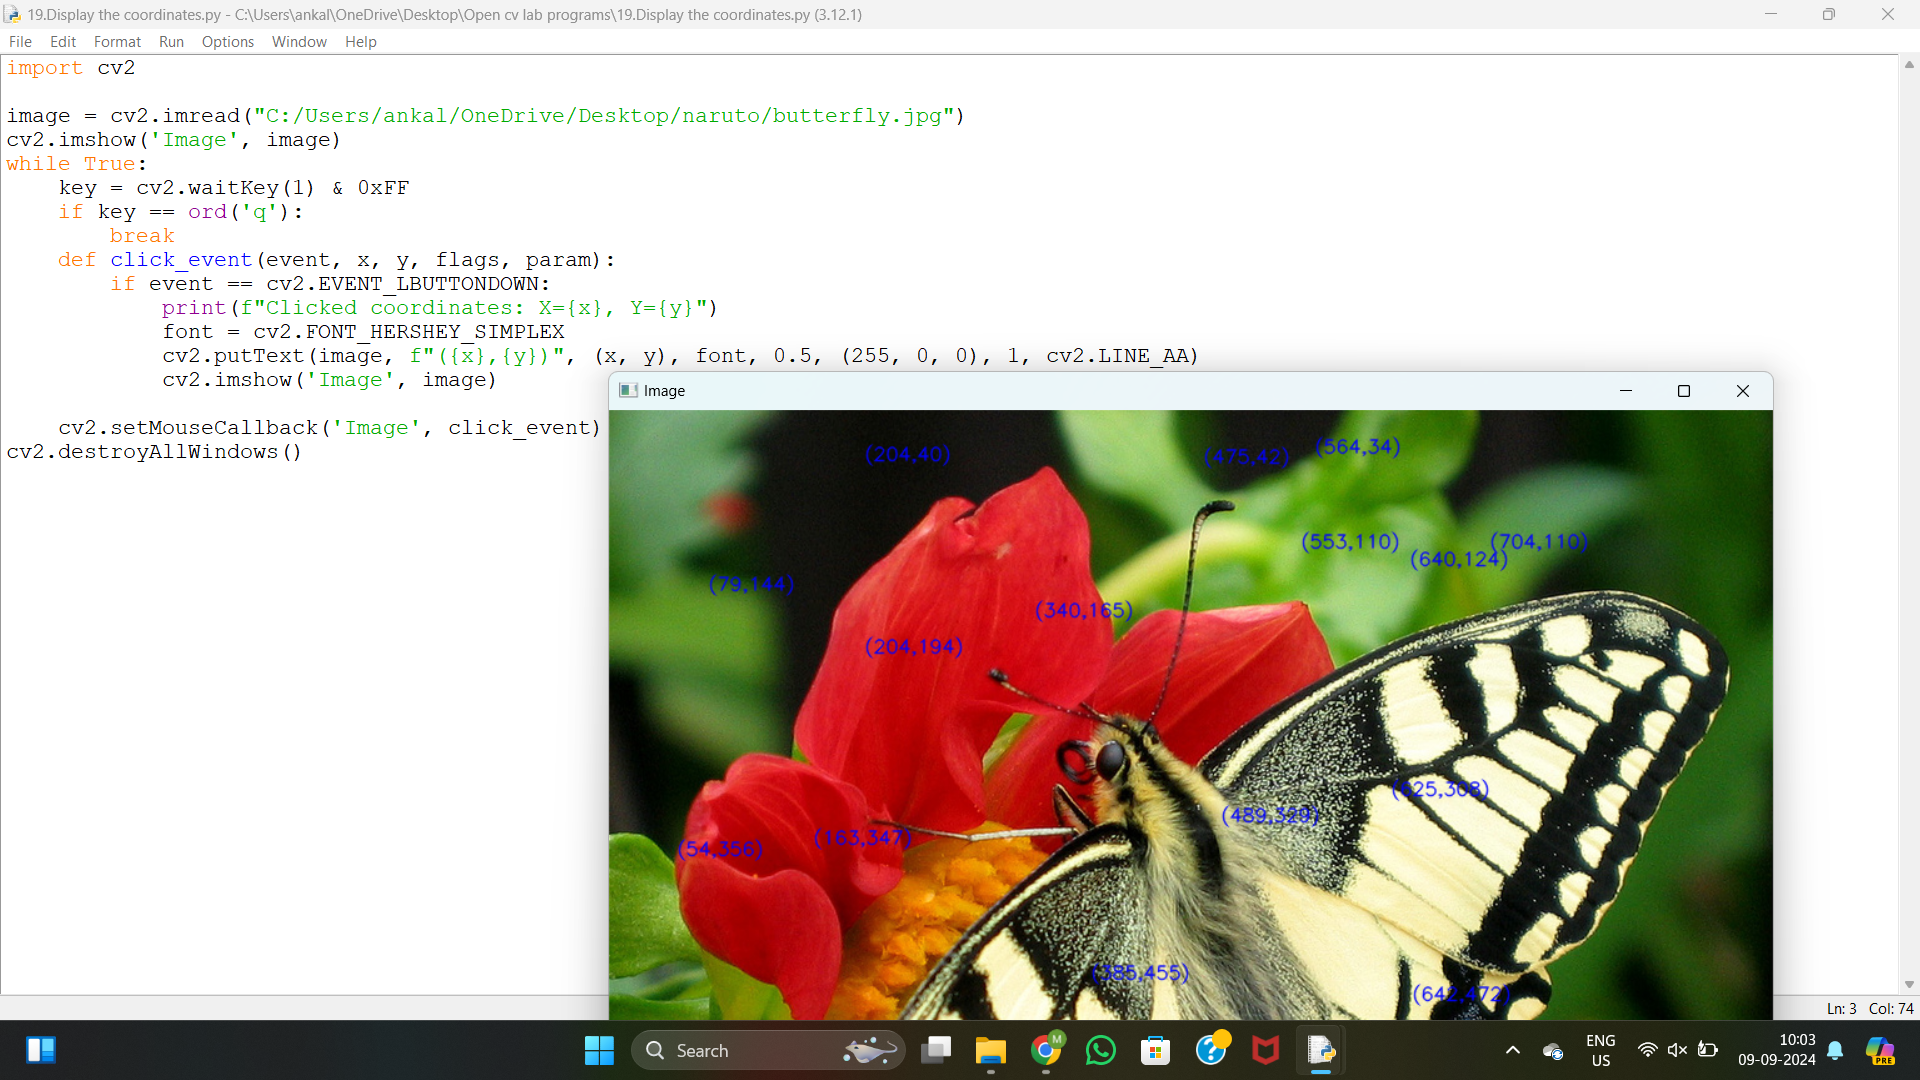 19.Display the coordinates.py - C:\Users\ankal\OneDrive\Desktop\Open cv lab programs\19.Display the coordinates.py (3.12.1)
File Edit Format Run Options Window Help
import cv2
image = cv2.imread("C:/Users/ankal/OneDrive/Desktop/naruto/butterfly.jpg")
cv2.imshow('Image', image)
while True:
    key = cv2.waitKey(1) & 0xFF
    if key == ord('q'):
        break
    def click_event(event, x, y, flags, param):
        if event == cv2.EVENT_LBUTTONDOWN:
            print(f"Clicked coordinates: X={x}, Y={y}")
            font = cv2.FONT_HERSHEY_SIMPLEX
            cv2.putText(image, f"({x},{y})", (x, y), font, 0.5, (255, 0, 0), 1, cv2.LINE_AA)
            cv2.imshow('Image', image)
    cv2.setMouseCallback('Image', click_event)
cv2.destroyAllWindows()
Image
(204,40) (475,42) (564,34)
(553,110) (640,124) (704,110)
(79,144)
(340,165)
(204,194)
(625,308)
(489,329)
(163,347)
(54,356)
(385,455)
(642,472)
Ln: 3 Col: 74
Search
M
ENG
US
10:03
09-09-2024
PRE